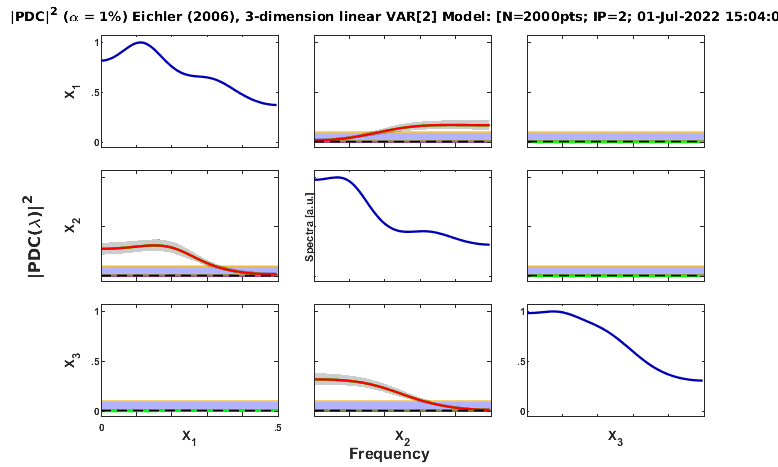 |PDC|² (α = 1%) Eichler (2006), 3-dimension linear VAR[2] Model: [N=2000pts; IP=2; 01-Jul-2022 15:04:0
1
.5
0
X₁
|PDC(λ)|²
X₂
Spectra [a.u.]
1
.5
0
X₃
1
.5
0
0
.5
X₁
X₂
X₃
Frequency